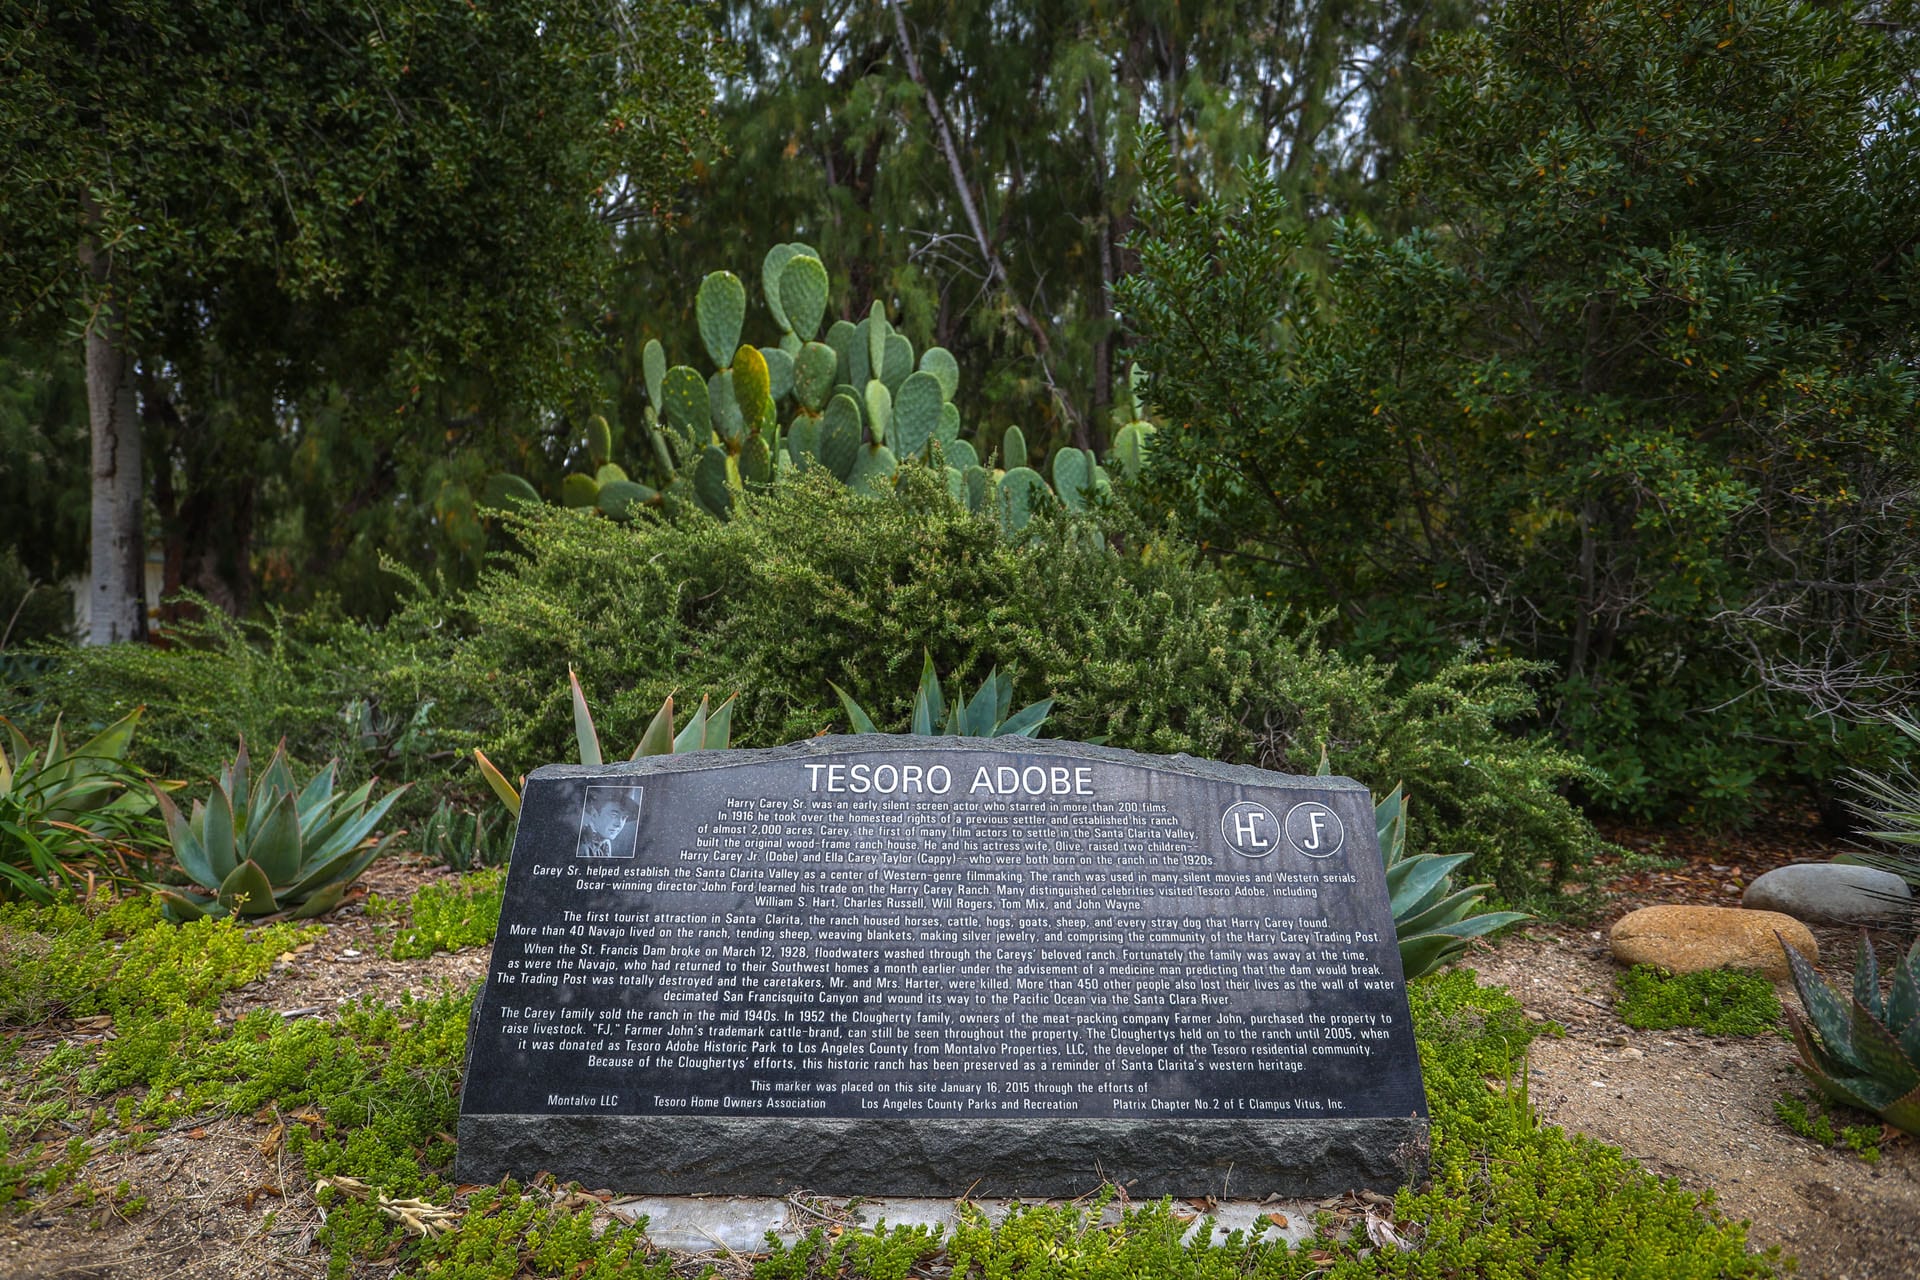 TESORO ADOBE
Harry Carey Sr. was an early silent-screen actor who starred in more than 200 films.
In 1916 he took over the homestead rights of a previous settler and established his ranch
of almost 2,000 acres. Carey, the first of many film actors to settle in the Santa Clarita Valley,
built the original wood-frame ranch house. He and his actress wife, Olive, raised two children--
Harry Carey Jr. (Dobe) and Ella Carey Taylor (Cappy)--who were both born on the ranch in the 1920s.
HC FJ
Carey Sr. helped establish the Santa Clarita Valley as a center of Western-genre filmmaking. The ranch was used in many silent movies and Western serials.
Oscar-winning director John Ford learned his trade on the Harry Carey Ranch. Many distinguished celebrities visited Tesoro Adobe, including
William S. Hart, Charles Russell, Will Rogers, Tom Mix, and John Wayne.
The first tourist attraction in Santa Clarita, the ranch housed horses, cattle, hogs, goats, sheep, and every stray dog that Harry Carey found.
More than 40 Navajo lived on the ranch, tending sheep, weaving blankets, making silver jewelry, and comprising the community of the Harry Carey Trading Post.
When the St. Francis Dam broke on March 12, 1928, floodwaters washed through the Careys' beloved ranch. Fortunately the family was away at the time,
as were the Navajo, who had returned to their Southwest homes a month earlier under the advisement of a medicine man predicting that the dam would break.
The Trading Post was totally destroyed and the caretakers, Mr. and Mrs. Harter, were killed. More than 450 other people also lost their lives as the wall of water
decimated San Francisquito Canyon and wound its way to the Pacific Ocean via the Santa Clara River.
The Carey family sold the ranch in the mid 1940s. In 1952 the Clougherty family, owners of the meat-packing company Farmer John, purchased the property to
raise livestock. "FJ," Farmer John's trademark cattle-brand, can still be seen throughout the property. The Cloughertys held on to the ranch until 2005, when
it was donated as Tesoro Adobe Historic Park to Los Angeles County from Montalvo Properties, LLC, the developer of the Tesoro residential community.
Because of the Cloughertys' efforts, this historic ranch has been preserved as a reminder of Santa Clarita's western heritage.
This marker was placed on this site January 16, 2015 through the efforts of
Montalvo LLC Tesoro Home Owners Association Los Angeles County Parks and Recreation Platrix Chapter No.2 of E Clampus Vitus, Inc.